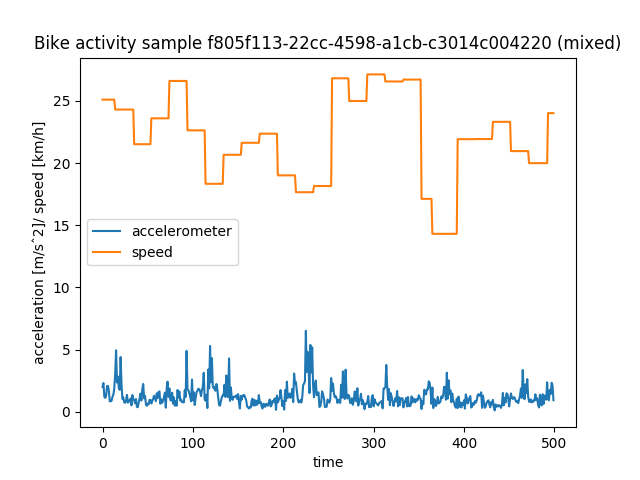 Bike activity sample f805f113-22cc-4598-a1cb-c3014c004220 (mixed)
acceleration [m/s^2]/ speed [km/h]
25
20
15
10
5
0
accelerometer
speed
0 100 200 300 400 500
time